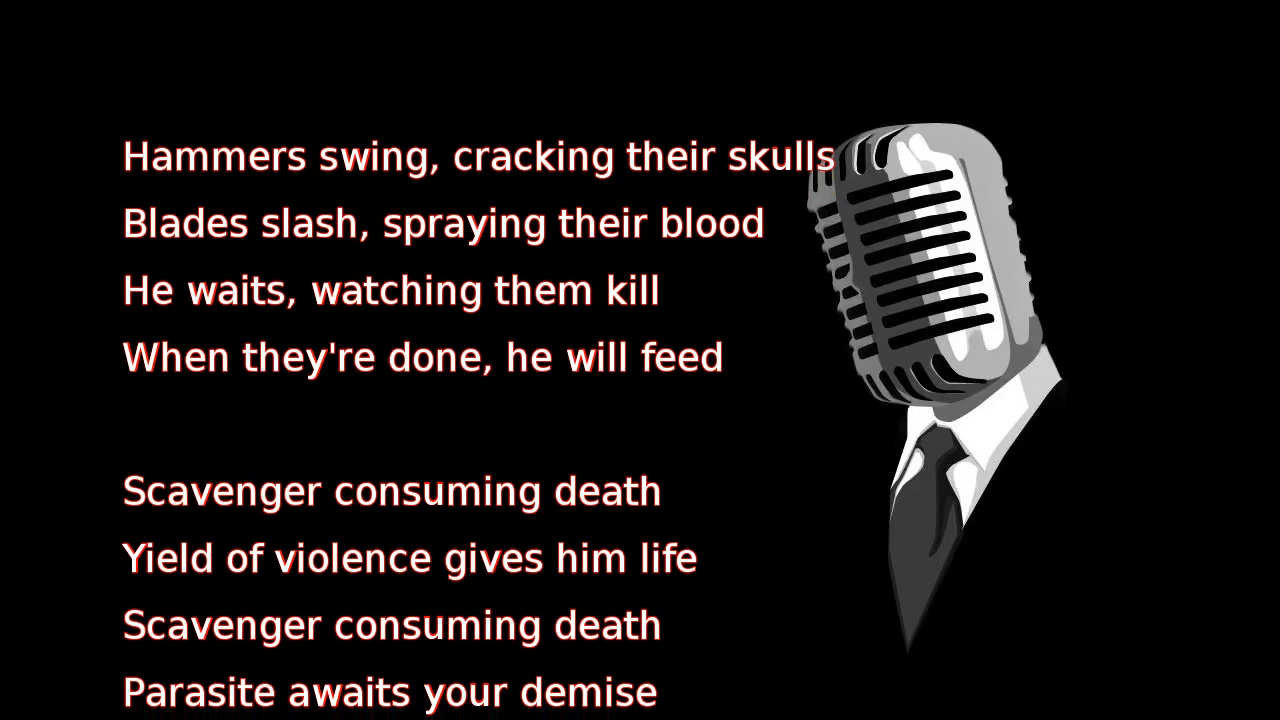 Hammers swing, cracking their skulls
Blades slash, spraying their blood
He waits, watching them kill
When they're done, he will feed
Scavenger consuming death
Yield of violence gives him life
Scavenger consuming death
Parasite awaits your demise